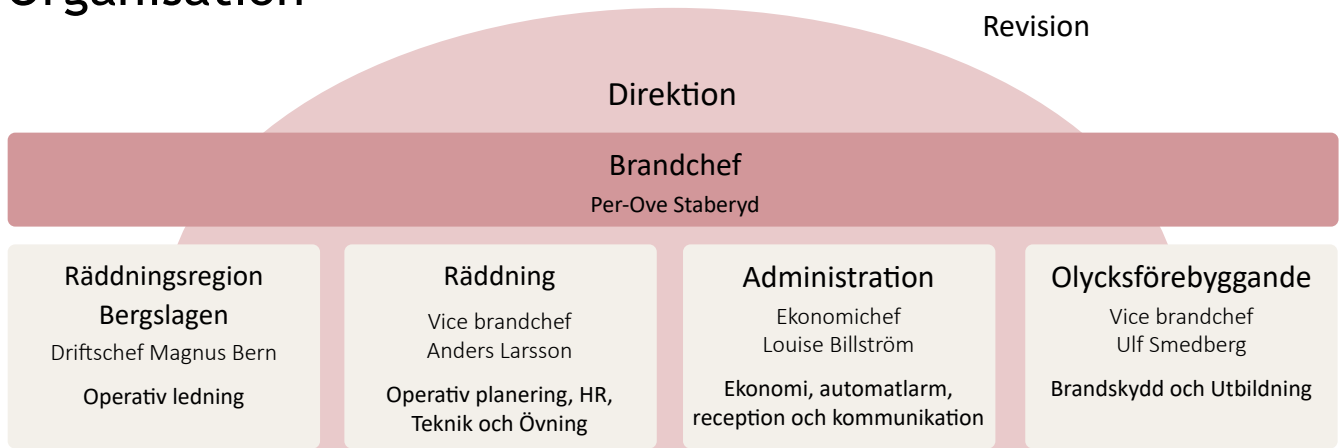 Organisation
Revision
Direktion
Brandchef
Per-Ove Staberyd
Räddningsregion
Bergslagen
Driftschef Magnus Bern
Operativ ledning
Räddning
Vice brandchef
Anders Larsson
Operativ planering, HR,
Teknik och Övning
Administration
Ekonomichef
Louise Billström
Ekonomi, automatlarm,
reception och kommunikation
Olycksförebyggande
Vice brandchef
Ulf Smedberg
Brandskydd och Utbildning